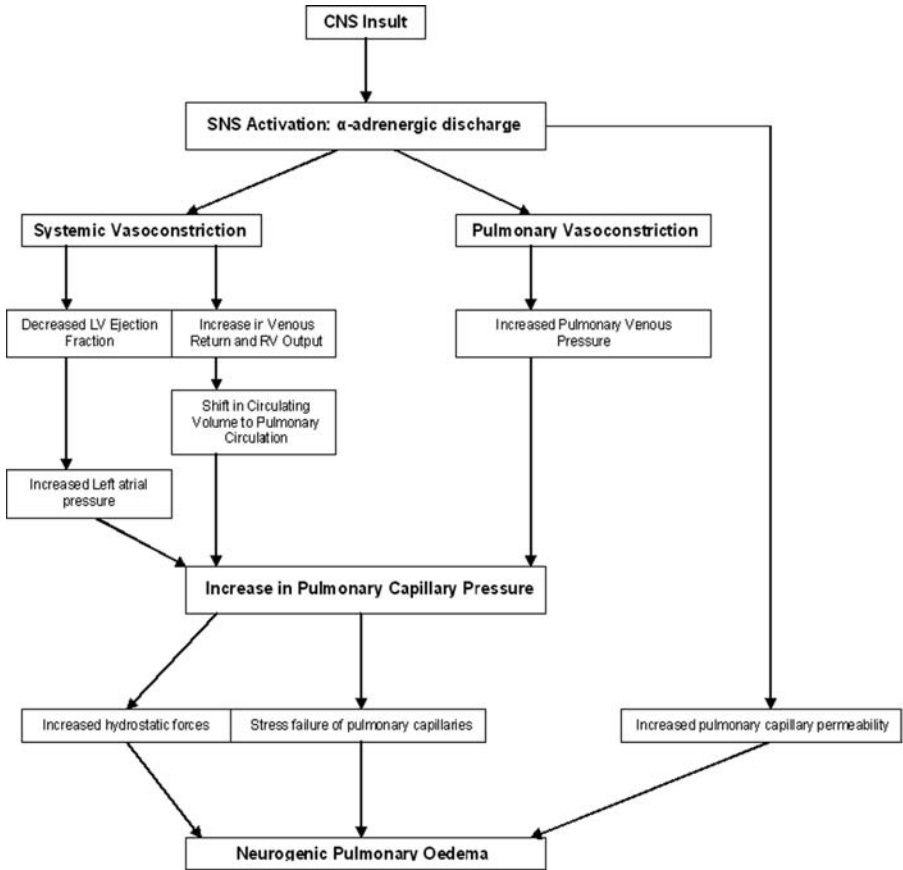 CNS Insult
SNS Activation: α-adrenergic discharge
Systemic Vasoconstriction
Pulmonary Vasoconstriction
Decreased LV Ejection
Fraction
Increase in Venous
Return and RV Output
Increased Pulmonary Venous
Pressure
Shift in Circulating
Volume to Pulmonary
Circulation
Increased Left atrial
pressure
Increase in Pulmonary Capillary Pressure
Increased hydrostatic forces
Stress failure of pulmonary capillaries
Increased pulmonary capillary permeability
Neurogenic Pulmonary Oedema